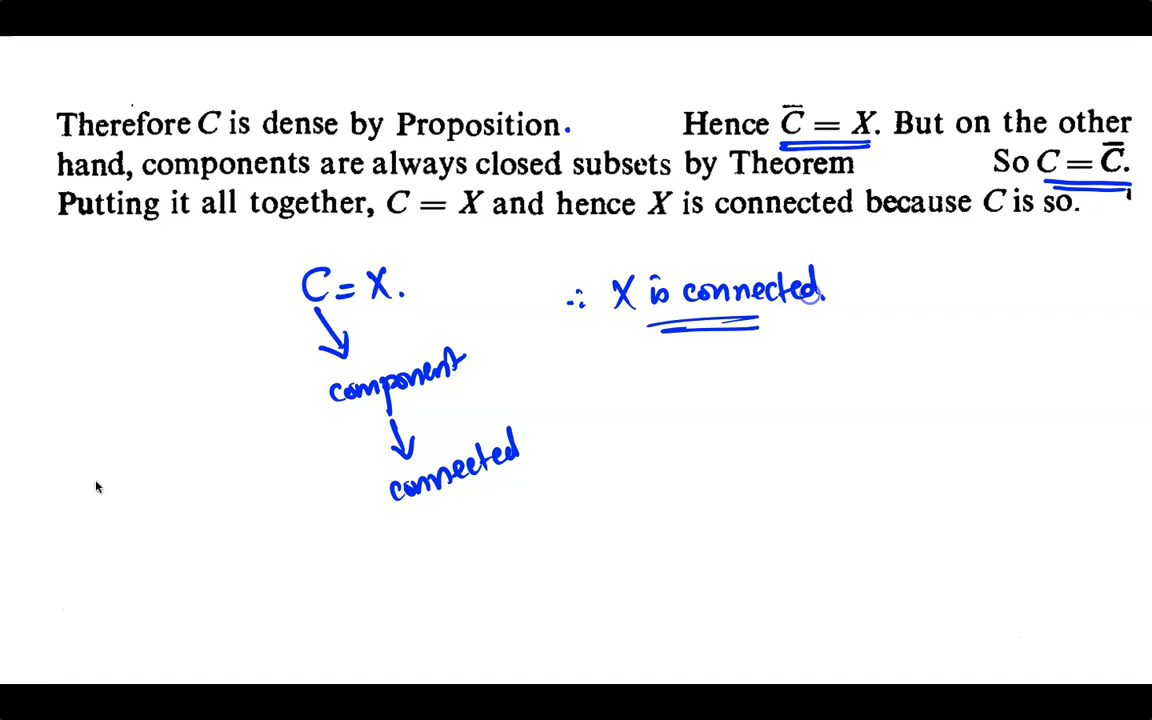 Therefore C is dense by Proposition. Hence C̅ = X. But on the other
hand, components are always closed subsets by Theorem So C = C̅.
Putting it all together, C = X and hence X is connected because C is so.
C = X. ∴ X is connected.
component
connected